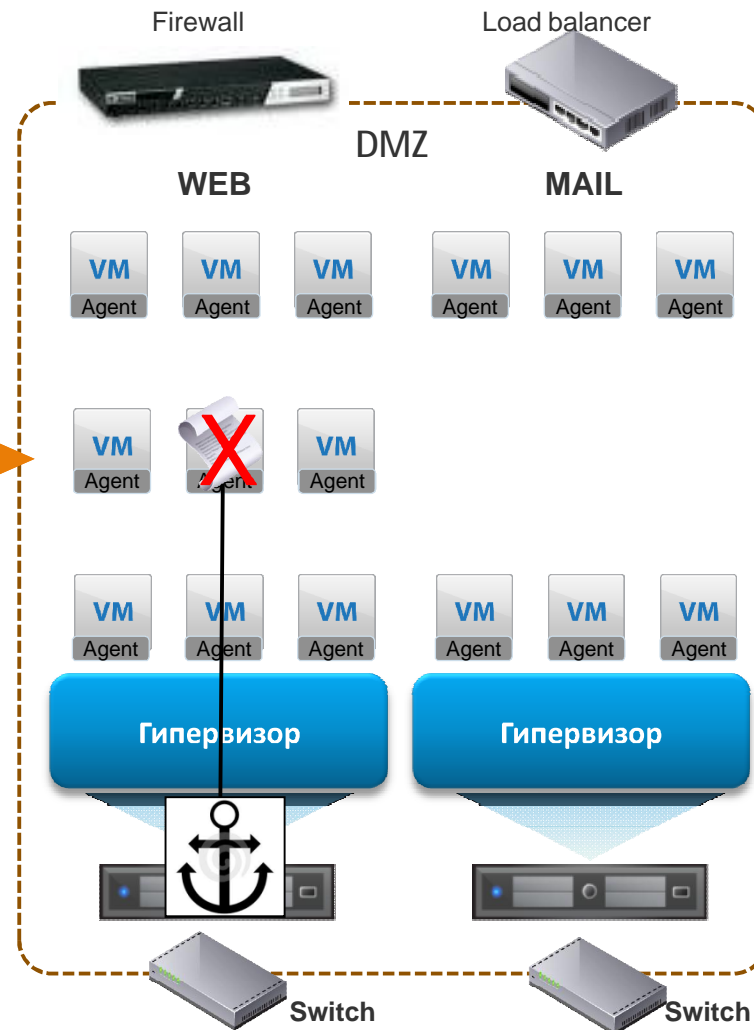 Firewall Load balancer
DMZ
WEB MAIL
VM VM VM VM VM VM
Agent Agent Agent Agent Agent Agent
VM X VM
Agent Agent Agent
VM VM VM VM VM VM
Agent Agent Agent Agent Agent Agent
Гипервизор Гипервизор
Switch Switch